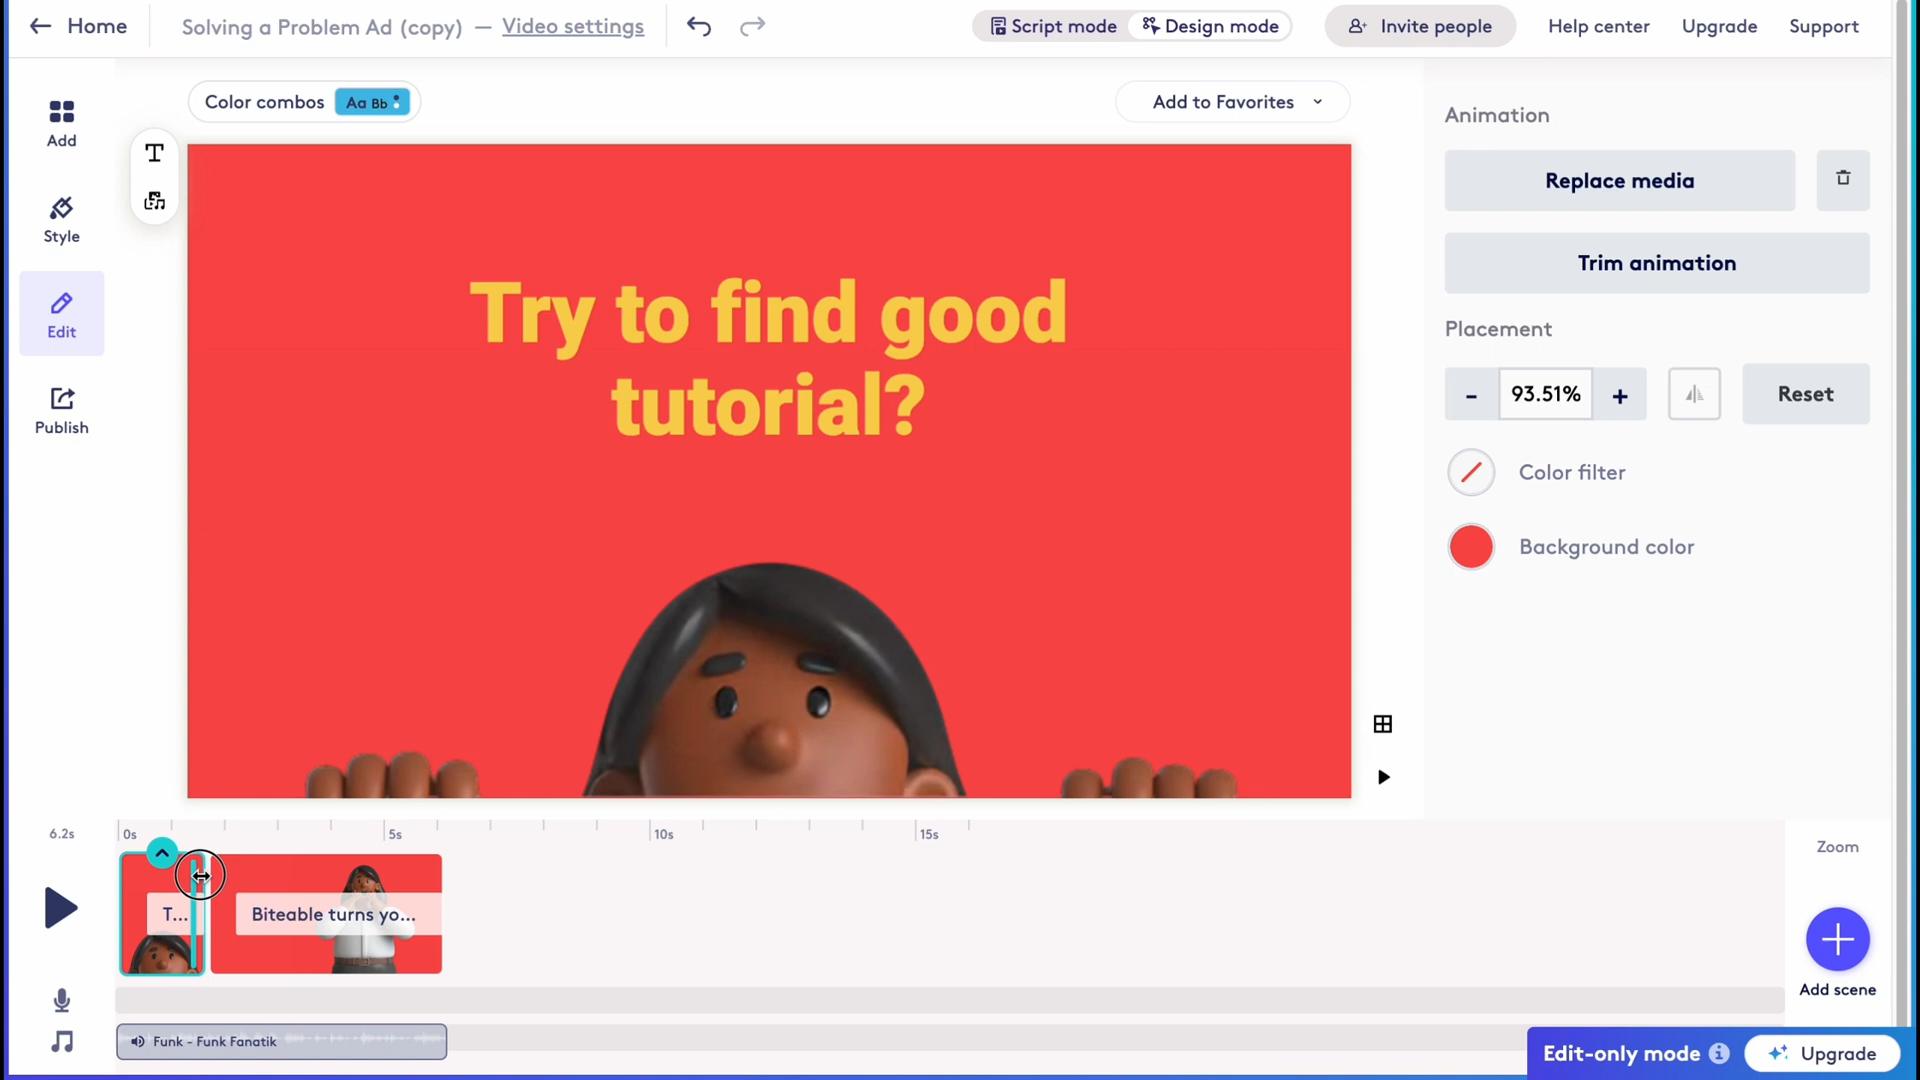 Home
Solving a Problem Ad (copy) — Video settings
Script mode
Design mode
Invite people
Help center
Upgrade
Support
Color combos
Aa Bb
Add to Favorites
Add
Style
Edit
Publish
Try to find good
tutorial?
Animation
Replace media
Trim animation
Placement
- 93.51% +
Reset
Color filter
Background color
6.2s
0s
5s
10s
15s
Zoom
T...
Biteable turns yo...
Add scene
Funk - Funk Fanatik
Edit-only mode
Upgrade